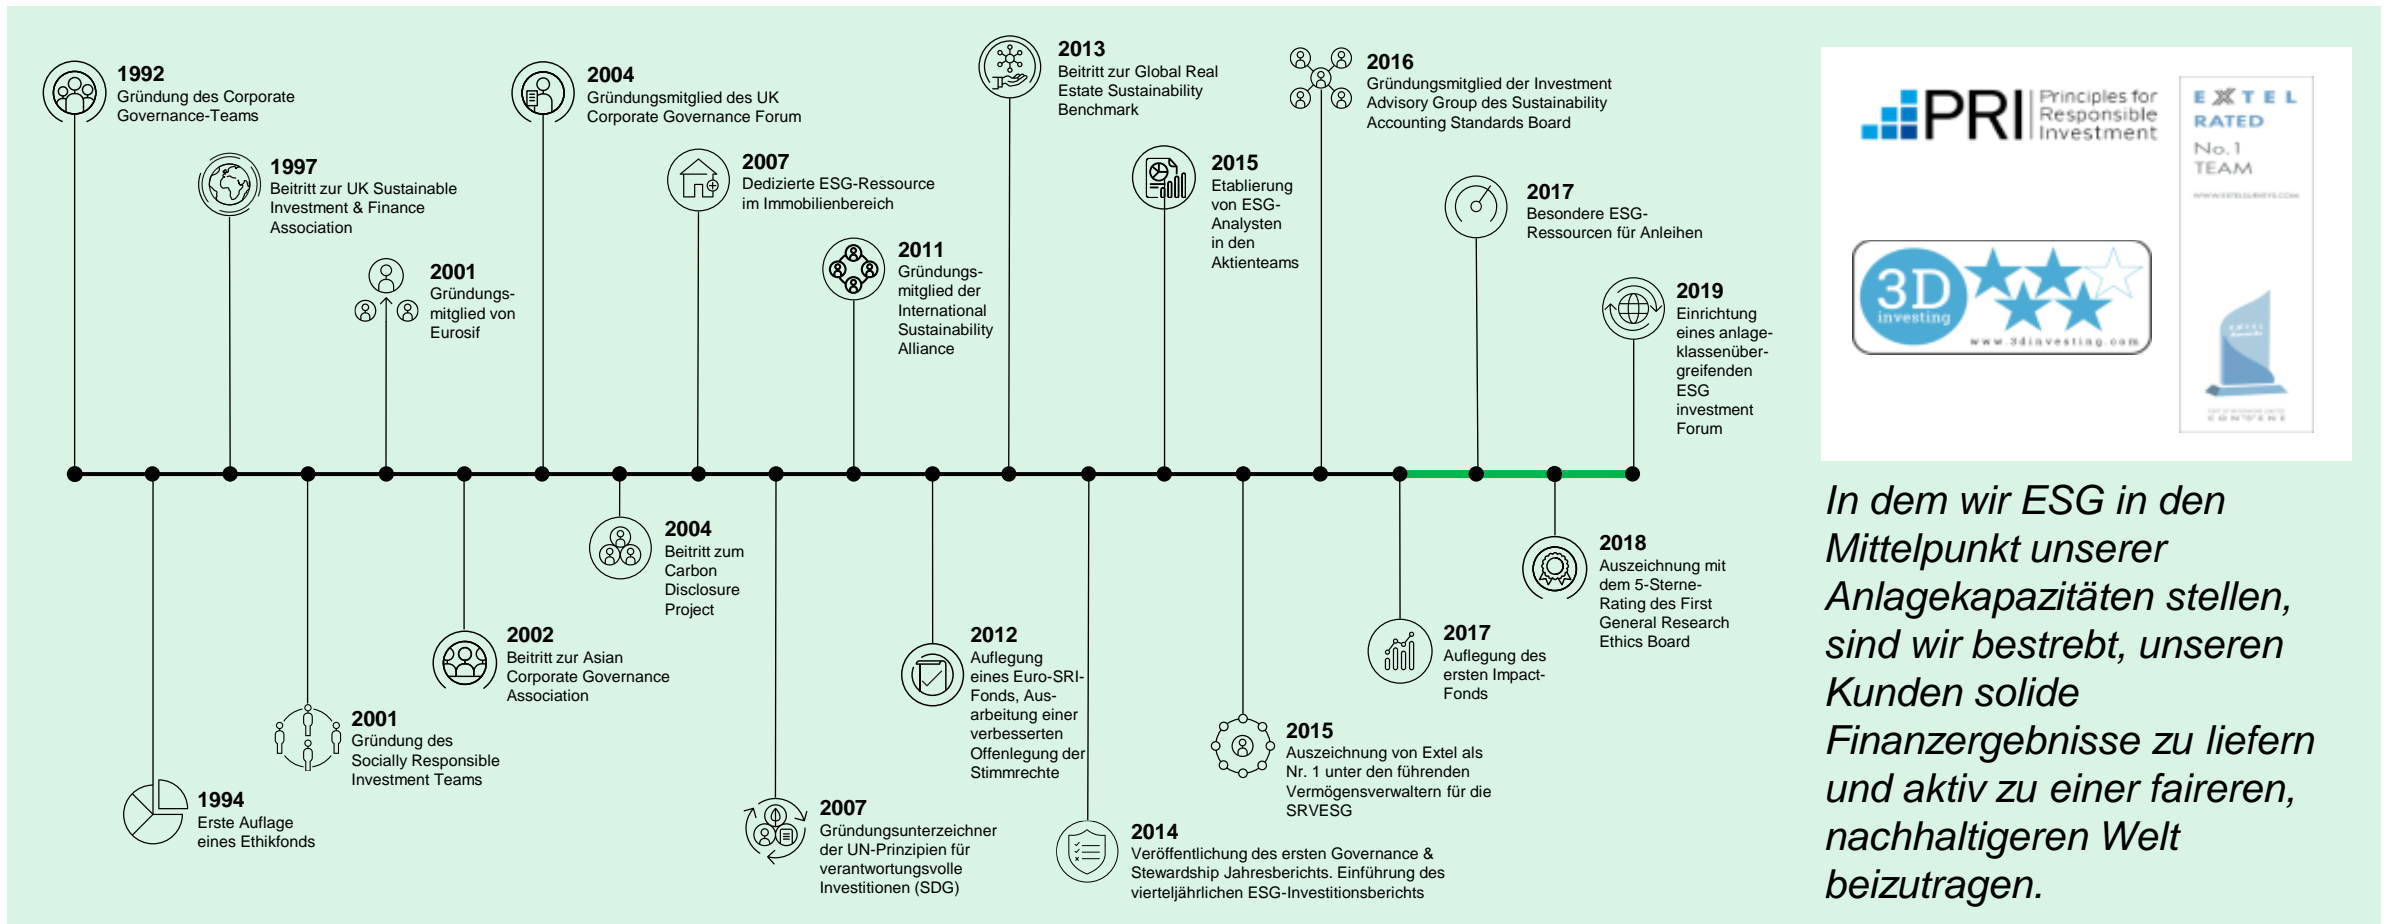 1992
Gründung des Corporate
Governance-Teams
1997
Beitritt zur UK Sustainable
Investment & Finance
Association
2001
Gründungs-
mitglied von
Eurosif
2004
Gründungsmitglied des UK
Corporate Governance Forum
2007
Dedizierte ESG-Ressource
im Immobilienbereich
2011
Gründungs-
mitglied der
International
Sustainability
Alliance
2013
Beitritt zur Global Real
Estate Sustainability
Benchmark
2015
Etablierung
von ESG-
Analysten
in den
Aktienteams
2016
Gründungsmitglied der Investment
Advisory Group des Sustainability
Accounting Standards Board
2017
Besondere ESG-
Ressourcen für Anleihen
2019
Einrichtung
eines anlage-
klassenüber-
greifenden
ESG
investment
Forum
1994
Erste Auflage
eines Ethikfonds
2001
Gründung des
Socially Responsible
Investment Teams
2002
Beitritt zur Asian
Corporate Governance
Association
2004
Beitritt zum
Carbon
Disclosure
Project
2007
Gründungsunterzeichner
der UN-Prinzipien für
verantwortungsvolle
Investitionen (SDG)
2012
Auflegung
eines Euro-SRI-
Fonds, Aus-
arbeitung einer
verbesserten
Offenlegung der
Stimmrechte
2014
Veröffentlichung des ersten Governance &
Stewardship Jahresberichts. Einführung des
vierteljährlichen ESG-Investitionsberichts
2015
Auszeichnung von Extel als
Nr. 1 unter den führenden
Vermögensverwaltern für die
SRVESG
2017
Auflegung des
ersten Impact-
Fonds
2018
Auszeichnung mit
dem 5-Sterne-
Rating des First
General Research
Ethics Board
PRI
Principles for
Responsible
Investment
EXTEL
RATED
No.1
TEAM
WWW.EXTELSURVEYS.COM
3D
investing
www.3dinvesting.com
CONVENE
In dem wir ESG in den
Mittelpunkt unserer
Anlagekapazitäten stellen,
sind wir bestrebt, unseren
Kunden solide
Finanzergebnisse zu liefern
und aktiv zu einer faireren,
nachhaltigeren Welt
beizutragen.